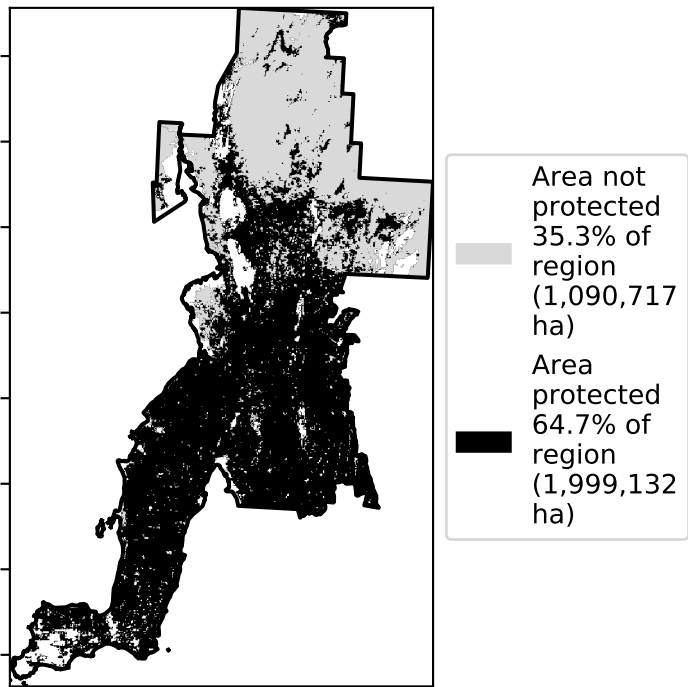 Area not
protected
35.3% of
region
(1,090,717
ha)
Area
protected
64.7% of
region
(1,999,132
ha)